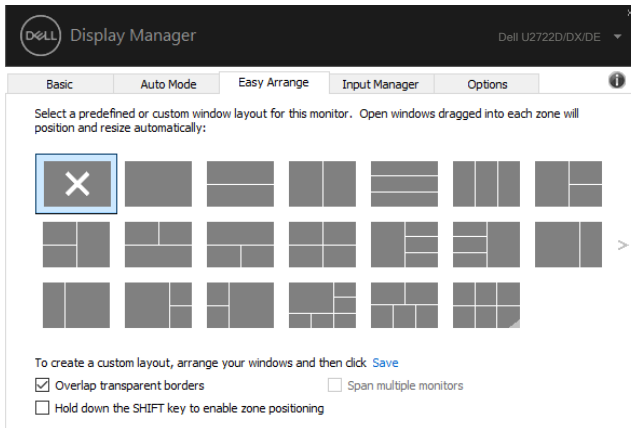 DELL Display Manager
Dell U2722D/DX/DE
Basic Auto Mode Easy Arrange Input Manager Options
Select a predefined or custom window layout for this monitor. Open windows dragged into each zone will
position and resize automatically:
To create a custom layout, arrange your windows and then click Save
Overlap transparent borders
Span multiple monitors
Hold down the SHIFT key to enable zone positioning